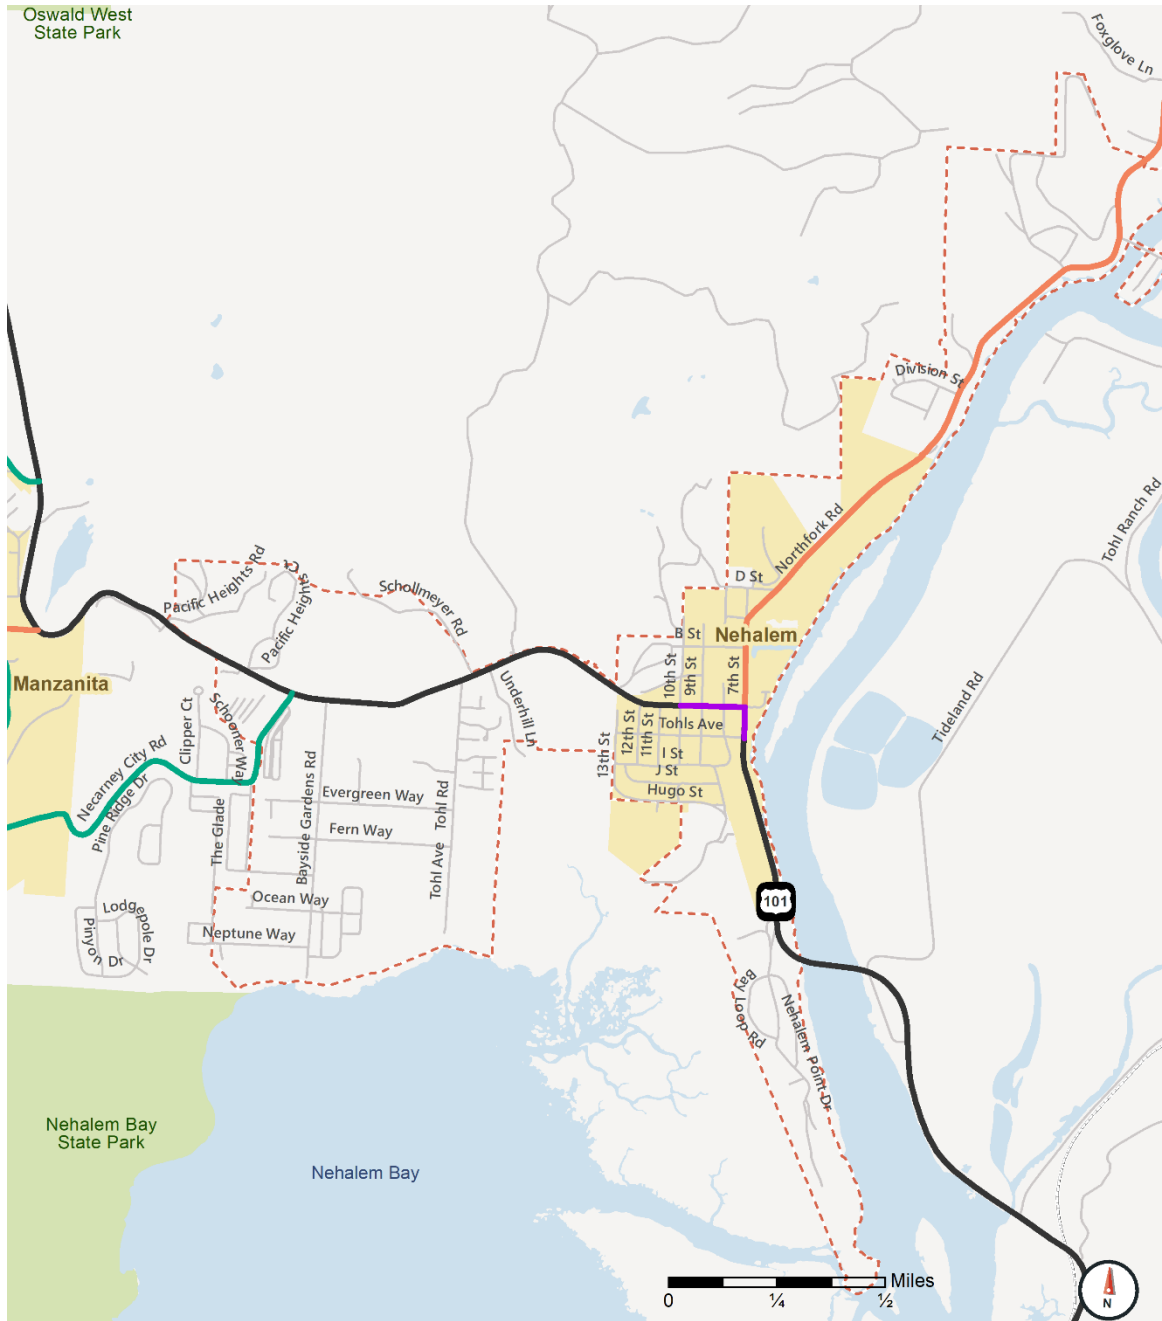 Oswald West
State Park
Foxglove Ln
Division St
Tohl Ranch Rd
Northfork Rd
D St
Pacific Heights Rd
Pacific Heights Ct
Schollmeyer Rd
B St
Nehalem
Manzanita
10th St
9th St
7th St
Underhill Ln
Tideland Rd
Clipper Ct
Schooner Way
13th St
12th St
11th St
Tohls Ave
I St
J St
Hugo St
Necarney City Rd
Pine Ridge Dr
The Glade
Bayside Gardens Rd
Evergreen Way
Fern Way
Tohl Rd
Tohl Ave
Ocean Way
Neptune Way
Lodgepole Dr
Pinyon Dr
101
Bay Loop Rd
Nehalem Point Dr
Nehalem Bay
State Park
Nehalem Bay
Miles
0 ¼ ½
N